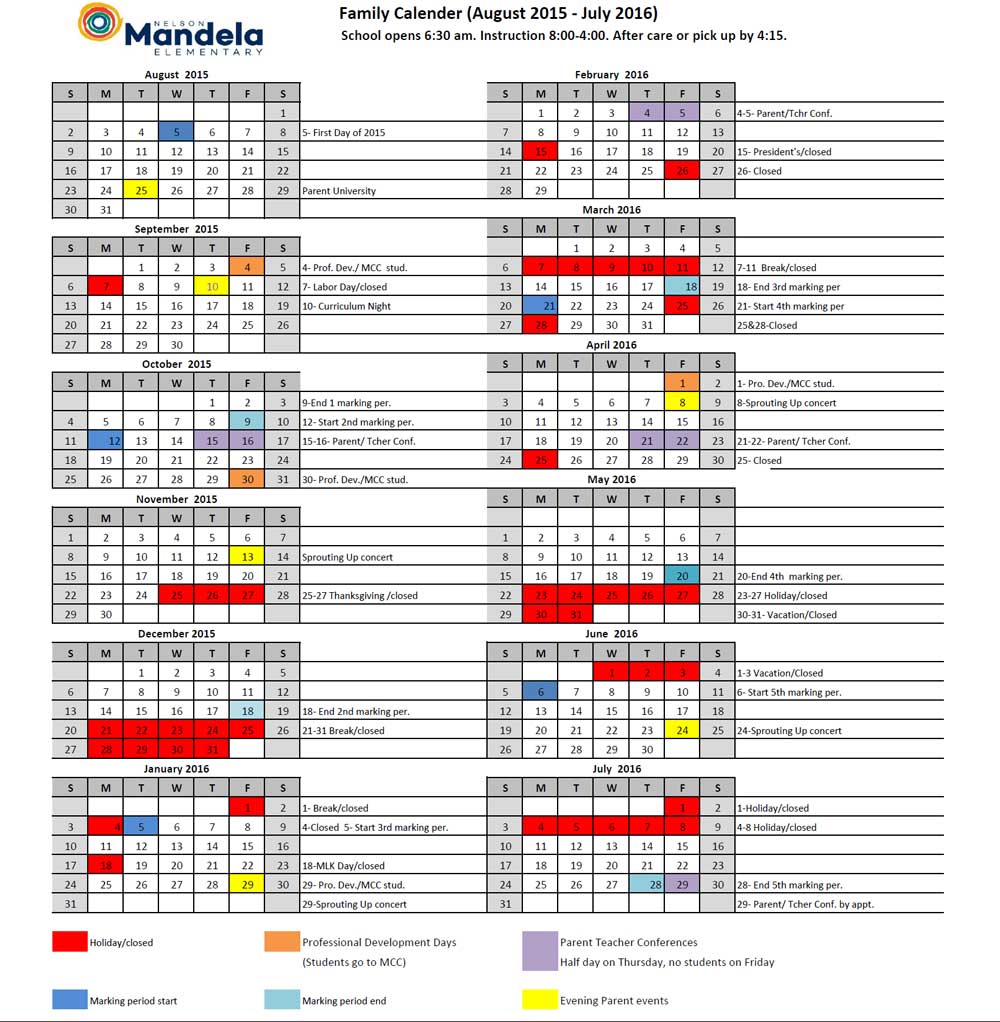 NELSON
Mandela
ELEMENTARY
Family Calender (August 2015 - July 2016)
School opens 6:30 am. Instruction 8:00-4:00. After care or pick up by 4:15.
August 2015
S M T W T F S
1
2 3 4 5 6 7 8 5- First Day of 2015
9 10 11 12 13 14 15
16 17 18 19 20 21 22
23 24 25 26 27 28 29 Parent University
30 31
September 2015
S M T W T F S
1 2 3 4 5 4- Prof. Dev./ MCC stud.
6 7 8 9 10 11 12 7- Labor Day/closed
13 14 15 16 17 18 19 10- Curriculum Night
20 21 22 23 24 25 26
27 28 29 30
October 2015
S M T W T F S
1 2 3 9-End 1 marking per.
4 5 6 7 8 9 10 12- Start 2nd marking per.
11 12 13 14 15 16 17 15-16- Parent/ Tcher Conf.
18 19 20 21 22 23 24
25 26 27 28 29 30 31 30- Prof. Dev./MCC stud.
November 2015
S M T W T F S
1 2 3 4 5 6 7
8 9 10 11 12 13 14 Sprouting Up concert
15 16 17 18 19 20 21
22 23 24 25 26 27 28 25-27 Thanksgiving /closed
29 30
December 2015
S M T W T F S
1 2 3 4 5
6 7 8 9 10 11 12
13 14 15 16 17 18 19 18- End 2nd marking per.
20 21 22 23 24 25 26 21-31 Break/closed
27 28 29 30 31
January 2016
S M T W T F S
1 2 1- Break/closed
3 4 5 6 7 8 9 4-Closed 5- Start 3rd marking per.
10 11 12 13 14 15 16
17 18 19 20 21 22 23 18-MLK Day/closed
24 25 26 27 28 29 30 29- Pro. Dev./MCC stud.
31 29-Sprouting Up concert
February 2016
S M T W T F S
1 2 3 4 5 6 4-5- Parent/Tchr Conf.
7 8 9 10 11 12 13
14 15 16 17 18 19 20 15- President's/closed
21 22 23 24 25 26 27 26- Closed
28 29
March 2016
S M T W T F S
1 2 3 4 5
6 7 8 9 10 11 12 7-11 Break/closed
13 14 15 16 17 18 19 18- End 3rd marking per
20 21 22 23 24 25 26 21- Start 4th marking per
27 28 29 30 31 25&28-Closed
April 2016
S M T W T F S
1 2 1- Pro. Dev./MCC stud.
3 4 5 6 7 8 9 8-Sprouting Up concert
10 11 12 13 14 15 16
17 18 19 20 21 22 23 21-22- Parent/ Tcher Conf.
24 25 26 27 28 29 30 25- Closed
May 2016
S M T W T F S
1 2 3 4 5 6 7
8 9 10 11 12 13 14
15 16 17 18 19 20 21 20-End 4th marking per.
22 23 24 25 26 27 28 23-27 Holiday/closed
29 30 31 30-31- Vacation/Closed
June 2016
S M T W T F S
1 2 3 4 1-3 Vacation/Closed
5 6 7 8 9 10 11 6- Start 5th marking per.
12 13 14 15 16 17 18
19 20 21 22 23 24 25 24-Sprouting Up concert
26 27 28 29 30
July 2016
S M T W T F S
1 2 1-Holiday/closed
3 4 5 6 7 8 9 4-8 Holiday/closed
10 11 12 13 14 15 16
17 18 19 20 21 22 23
24 25 26 27 28 29 30 28- End 5th marking per.
31 29- Parent/ Tcher Conf. by appt.
Holiday/closed
Professional Development Days
(Students go to MCC)
Parent Teacher Conferences
Half day on Thursday, no students on Friday
Marking period start
Marking period end
Evening Parent events